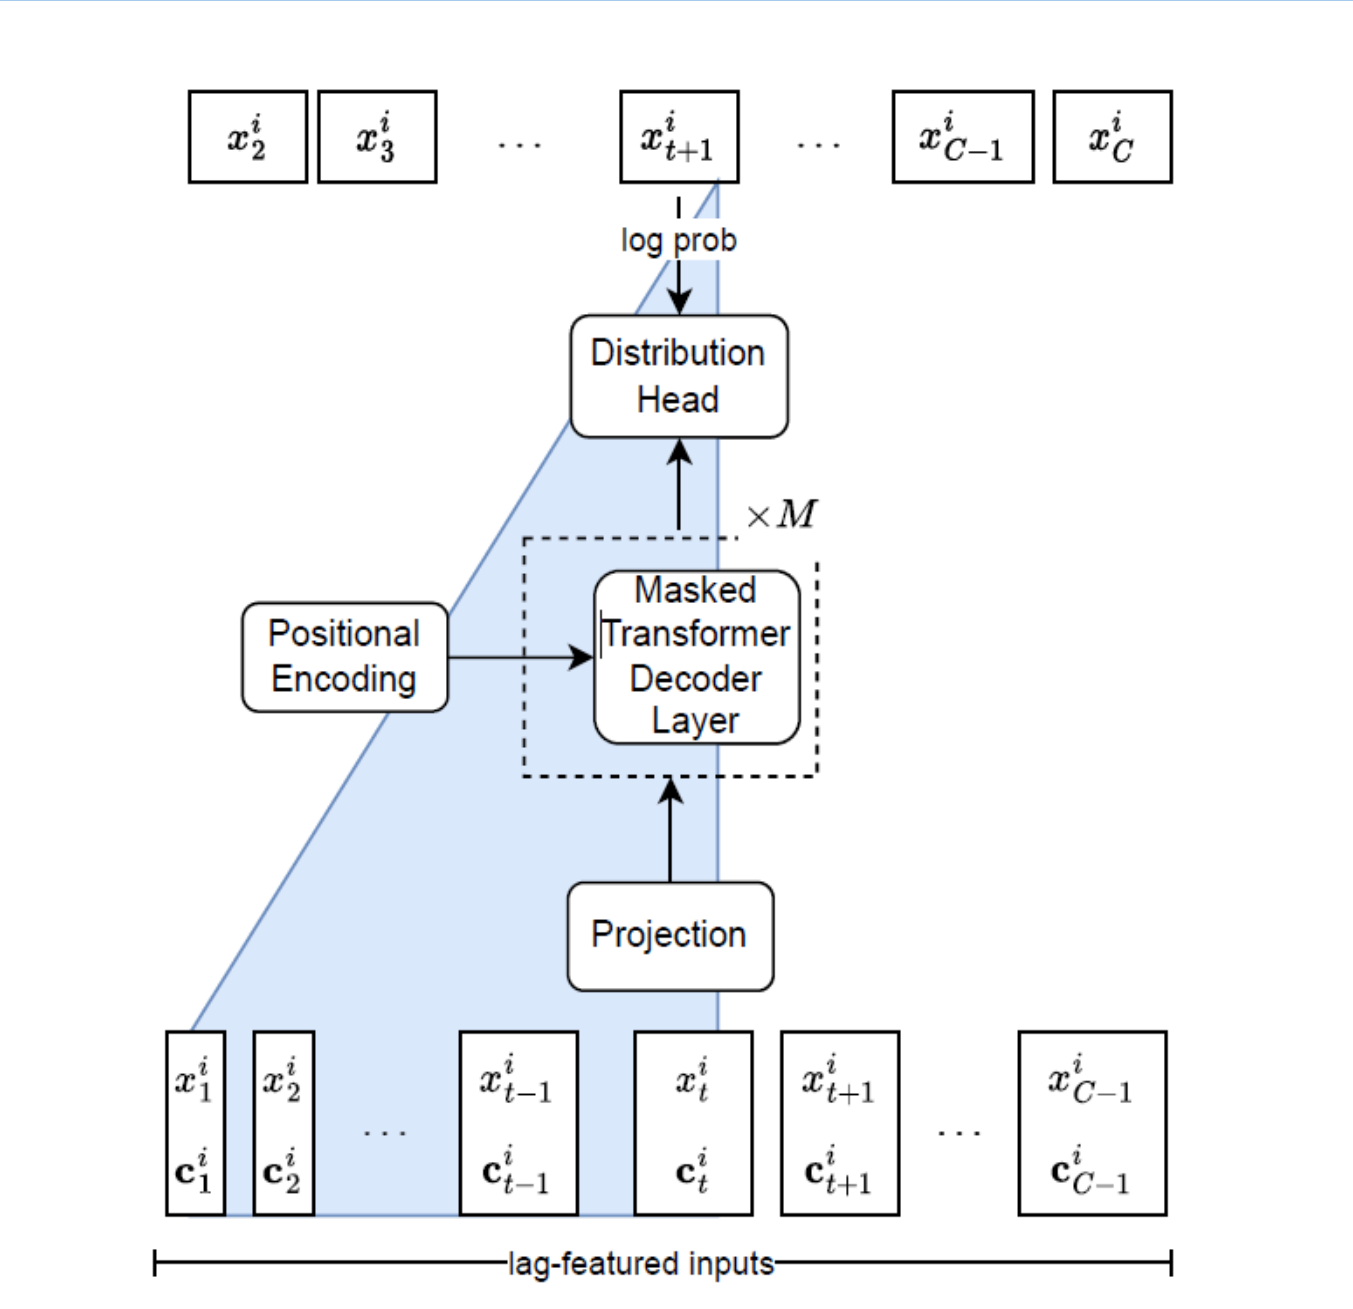 x_2^i x_3^i ... x_{t+1}^i ... x_{C-1}^i x_C^i
log prob
Distribution
Head
×M
Masked
Transformer
Decoder
Layer
Positional
Encoding
Projection
x_1^i x_2^i x_{t-1}^i x_t^i x_{t+1}^i x_{C-1}^i
... ...
c_1^i c_2^i c_{t-1}^i c_t^i c_{t+1}^i c_{C-1}^i
lag-featured inputs